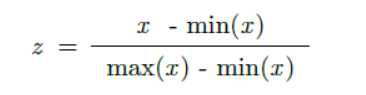 z = x - min(x) / max(x) - min(x)